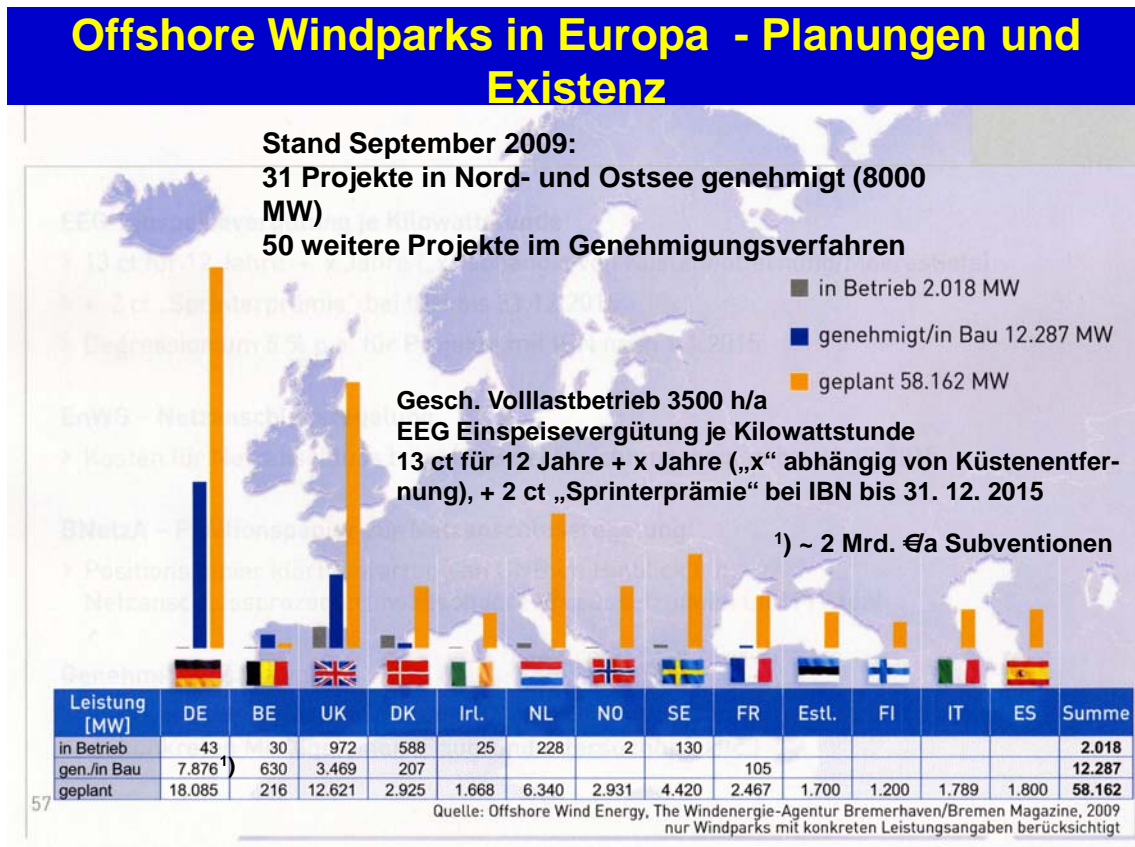 Offshore Windparks in Europa - Planungen und
Existenz
Stand September 2009:
31 Projekte in Nord- und Ostsee genehmigt (8000
MW)
50 weitere Projekte im Genehmigungsverfahren
in Betrieb 2.018 MW
genehmigt/in Bau 12.287 MW
geplant 58.162 MW
Gesch. Volllastbetrieb 3500 h/a
EEG Einspeisevergütung je Kilowattstunde
13 ct für 12 Jahre + x Jahre („x“ abhängig von Küstenentfer-
nung), + 2 ct „Sprinterprämie“ bei IBN bis 31. 12. 2015
¹) ~ 2 Mrd. €/a Subventionen
Leistung
[MW] DE BE UK DK Irl. NL NO SE FR Estl. FI IT ES Summe
in Betrieb 43 30 972 588 25 228 130 2.018
gen./in Bau 7.876¹) 630 3.469 207 105 12.287
geplant 18.085 216 12.621 2.925 1.668 6.340 2.931 4.420 2.467 1.700 1.200 1.789 1.800 58.162
57
Quelle: Offshore Wind Energy, The Windenergie-Agentur Bremerhaven/Bremen Magazine, 2009
nur Windparks mit konkreten Leistungsangaben berücksichtigt